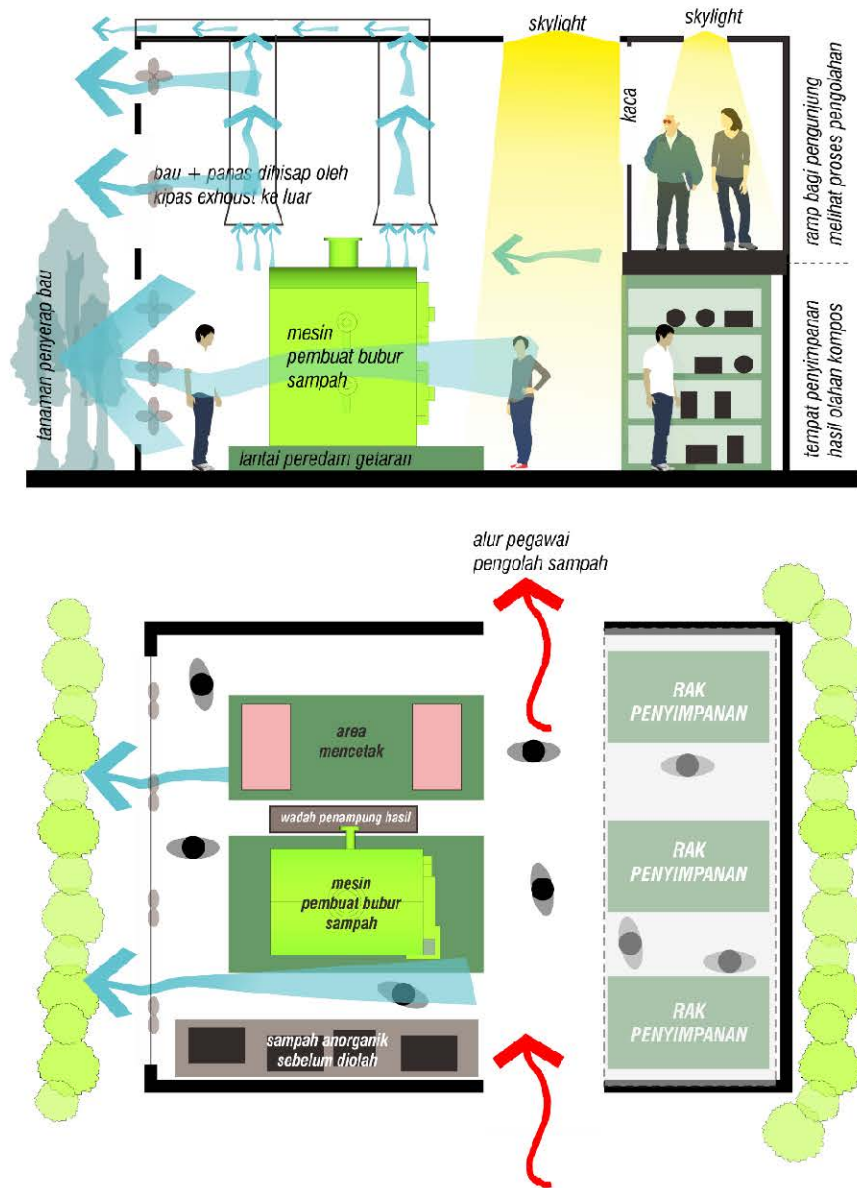 skylight
skylight
kaca
ramp bagi pengunjung
melihat proses pengolahan
bau + panas dihisap oleh
kipas exhoust ke luar
tanaman penyerap bau
mesin
pembuat bubur
sampah
tempat penyimpanan
hasil olahan kompos
lantai peredam getaran
alur pegawai
pengolah sampah
RAK
PENYIMPANAN
area
mencetak
wadah penampung hasil
mesin
pembuat bubur
sampah
RAK
PENYIMPANAN
RAK
PENYIMPANAN
sampah anorganik
sebelum diolah